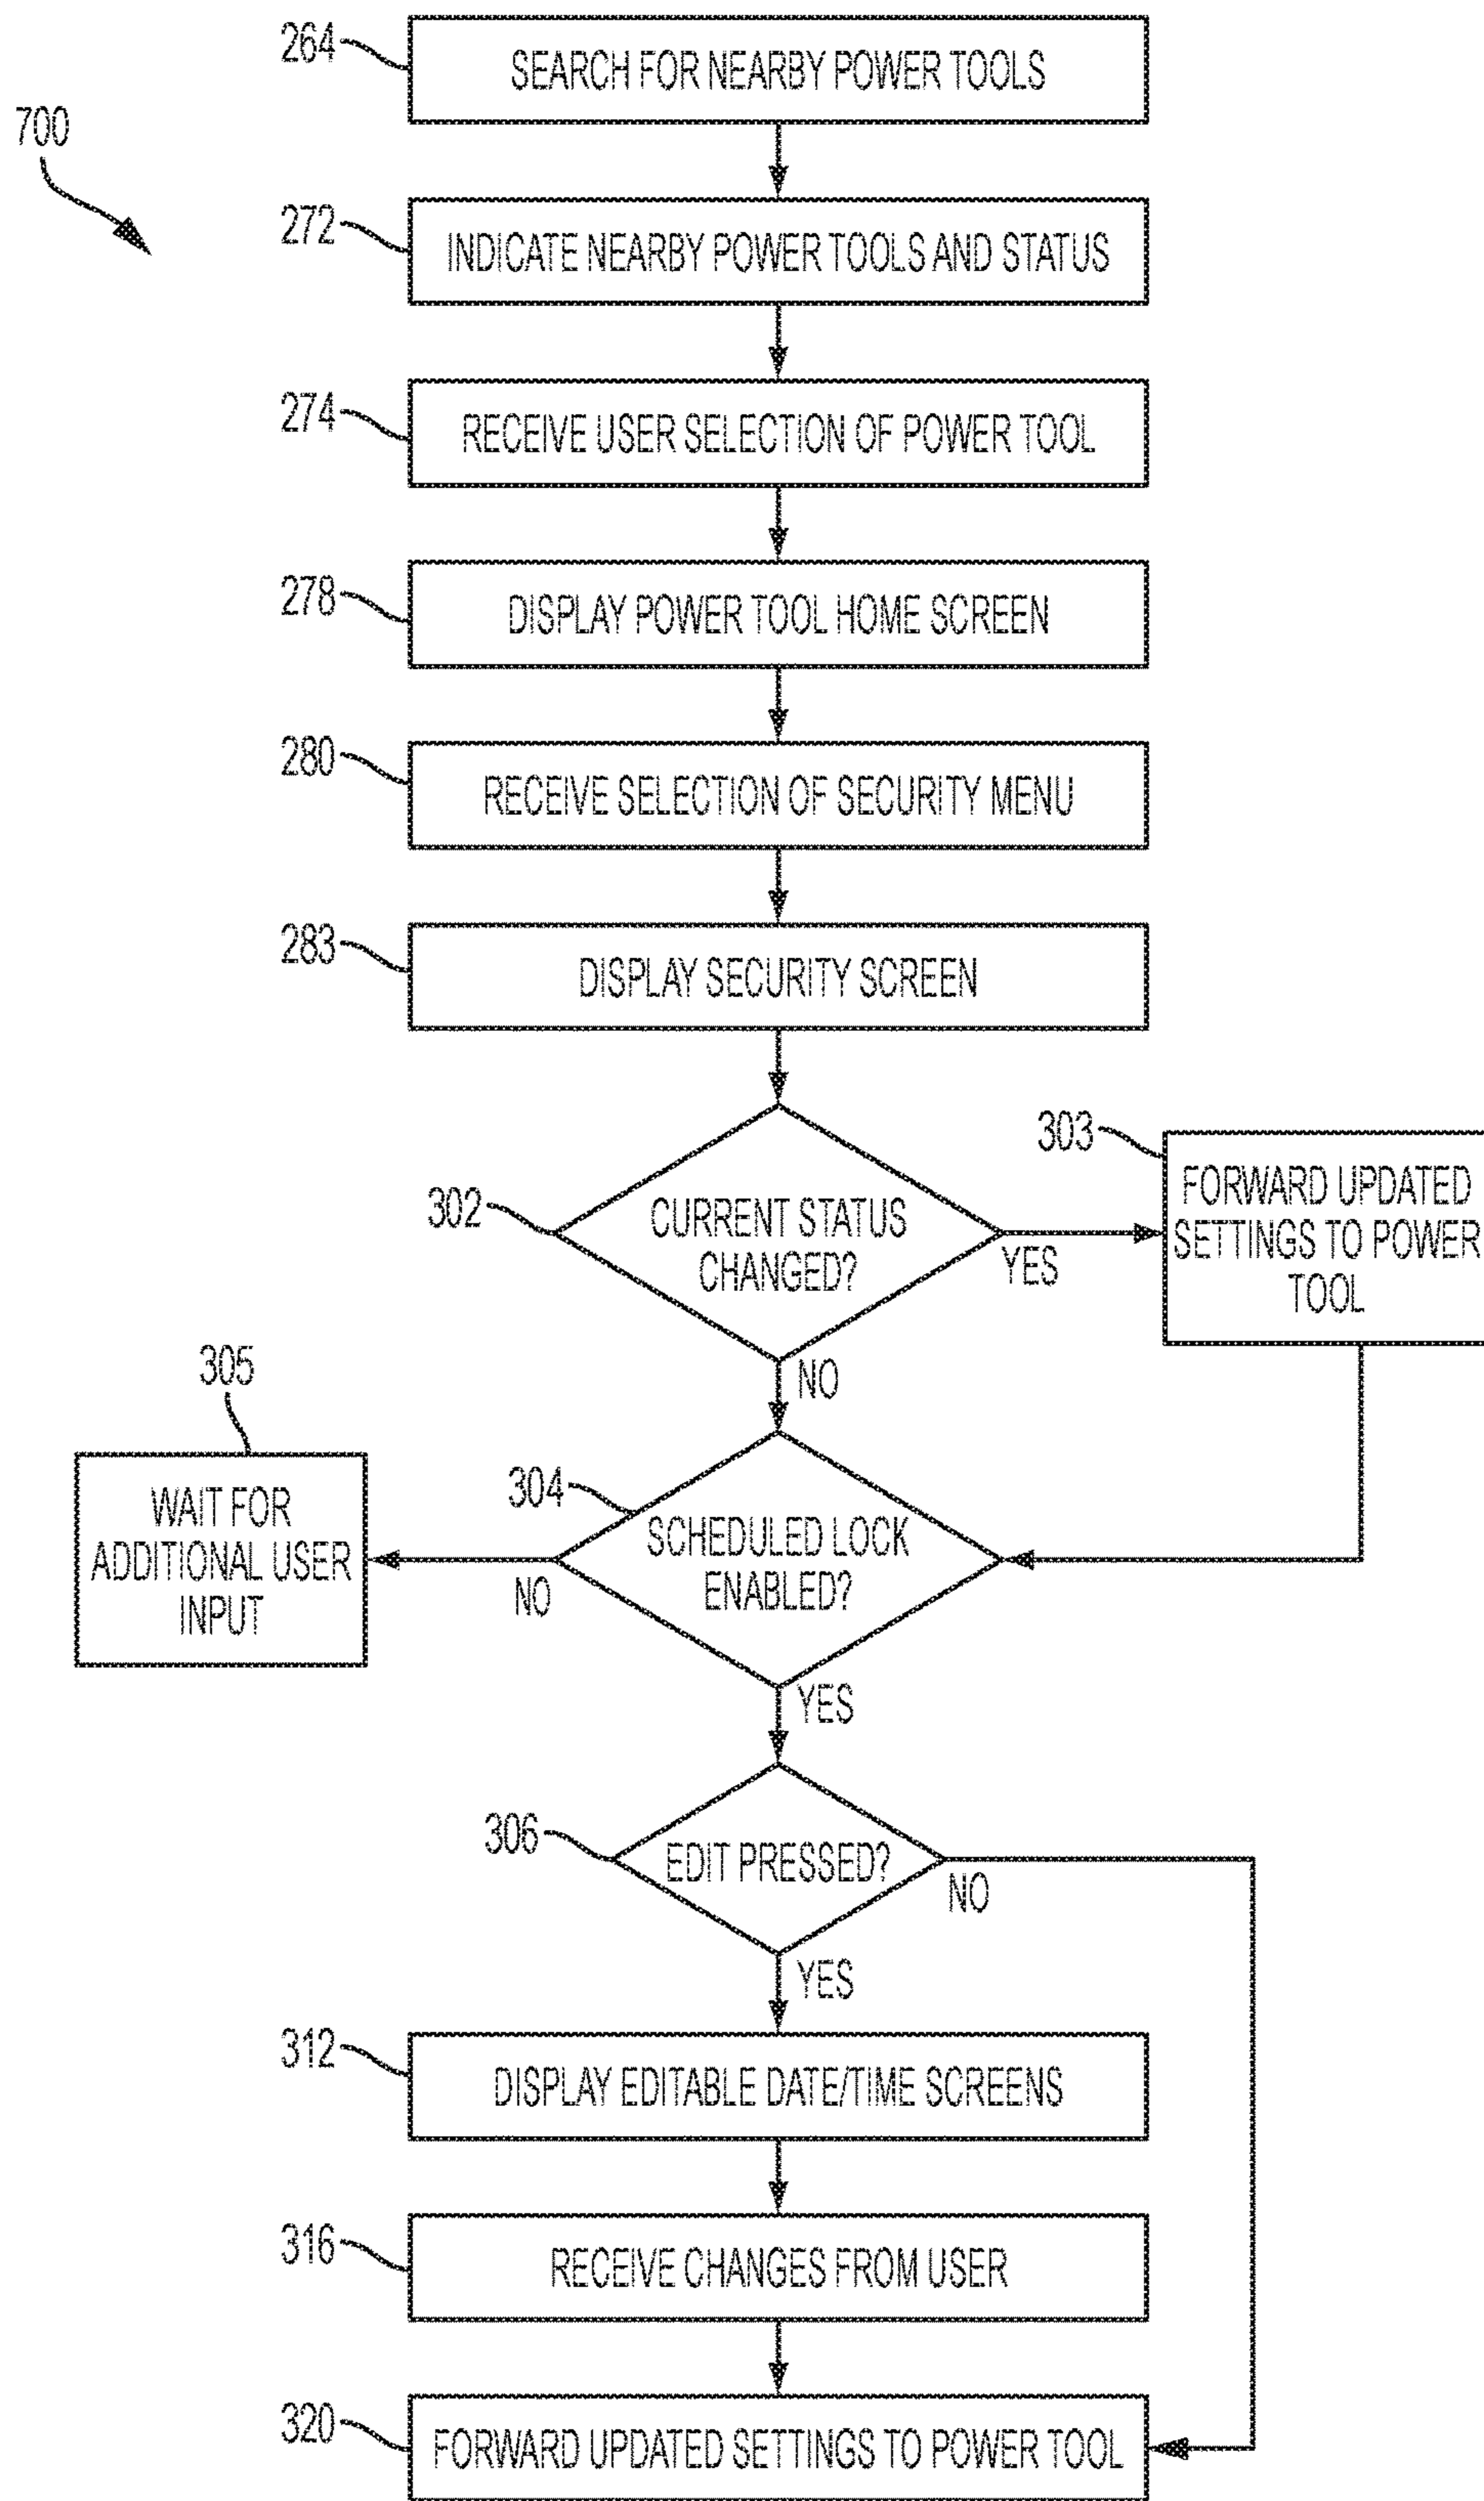 264
SEARCH FOR NEARBY POWER TOOLS
700
272
INDICATE NEARBY POWER TOOLS AND STATUS
274
RECEIVE USER SELECTION OF POWER TOOL
278
DISPLAY POWER TOOL HOME SCREEN
280
RECEIVE SELECTION OF SECURITY MENU
283
DISPLAY SECURITY SCREEN
302
CURRENT STATUS
CHANGED?
YES
NO
303
FORWARD UPDATED
SETTINGS TO POWER
TOOL
305
WAIT FOR
ADDITIONAL USER
INPUT
304
SCHEDULED LOCK
ENABLED?
NO
YES
306
EDIT PRESSED?
NO
YES
312
DISPLAY EDITABLE DATE/TIME SCREENS
316
RECEIVE CHANGES FROM USER
320
FORWARD UPDATED SETTINGS TO POWER TOOL